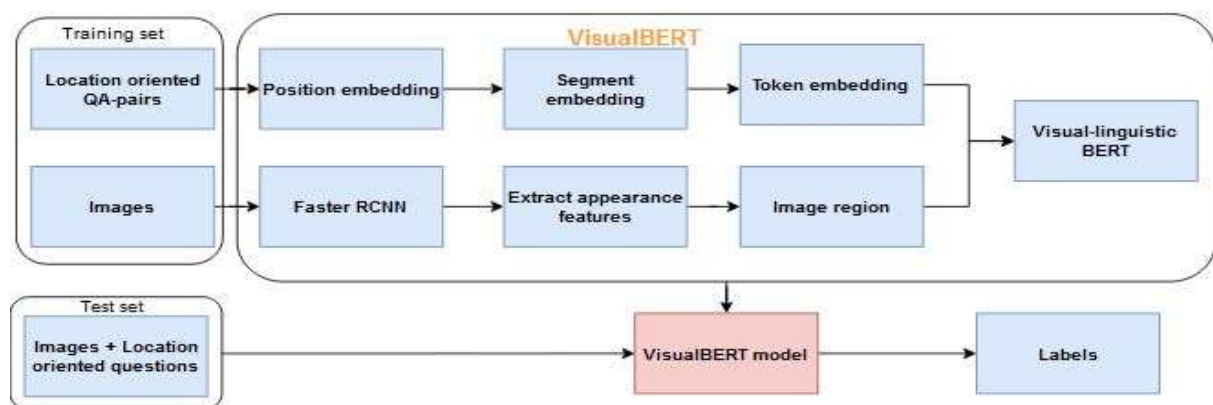 Training set
VisualBERT
Location oriented
QA-pairs
Position embedding
Segment
embedding
Token embedding
Visual-linguistic
BERT
Images
Faster RCNN
Extract appearance
features
Image region
Test set
Images + Location
oriented questions
VisualBERT model
Labels